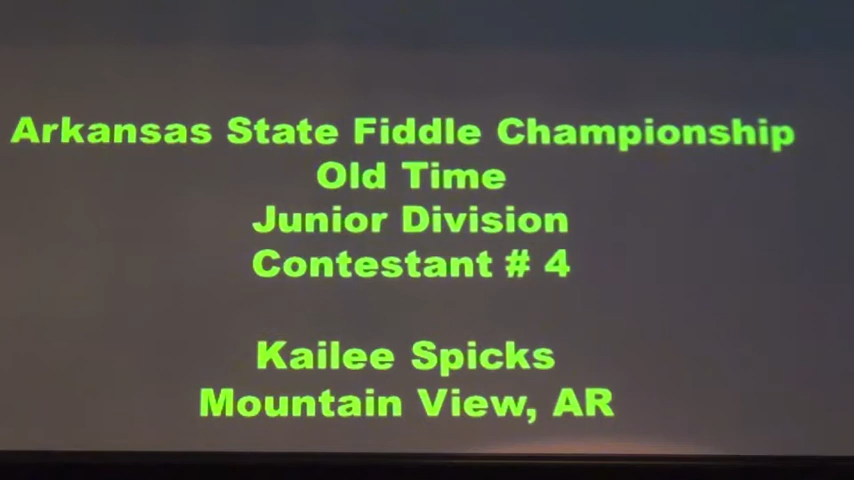 Arkansas State Fiddle Championship
Old Time
Junior Division
Contestant # 4
Kailee Spicks
Mountain View, AR